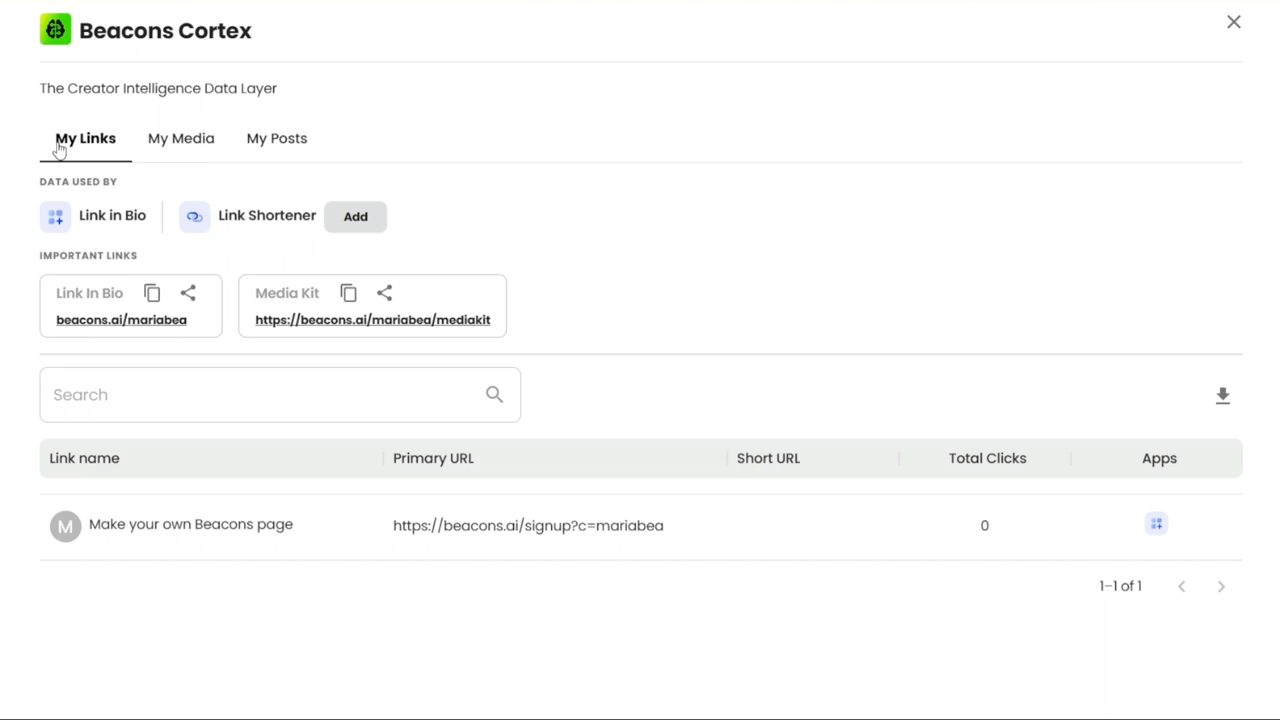 Beacons Cortex
The Creator Intelligence Data Layer
My Links My Media My Posts
DATA USED BY
Link in Bio Link Shortener Add
IMPORTANT LINKS
Link In Bio Media Kit
beacons.ai/mariabea https://beacons.ai/mariabea/mediakit
Search
Link name Primary URL Short URL Total Clicks Apps
M Make your own Beacons page https://beacons.ai/signup?c=mariabea 0
1–1 of 1